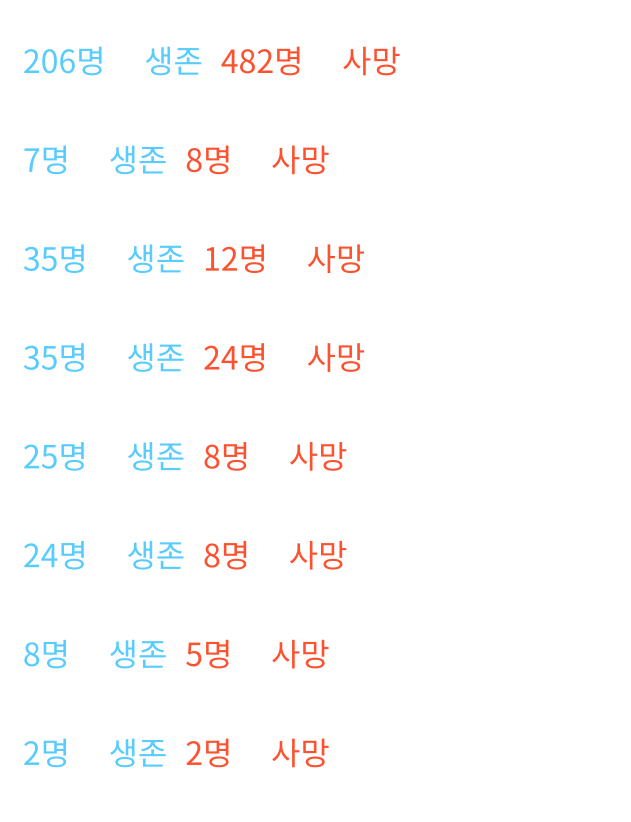 206명 생존 482명 사망
7명 생존 8명 사망
35명 생존 12명 사망
35명 생존 24명 사망
25명 생존 8명 사망
24명 생존 8명 사망
8명 생존 5명 사망
2명 생존 2명 사망